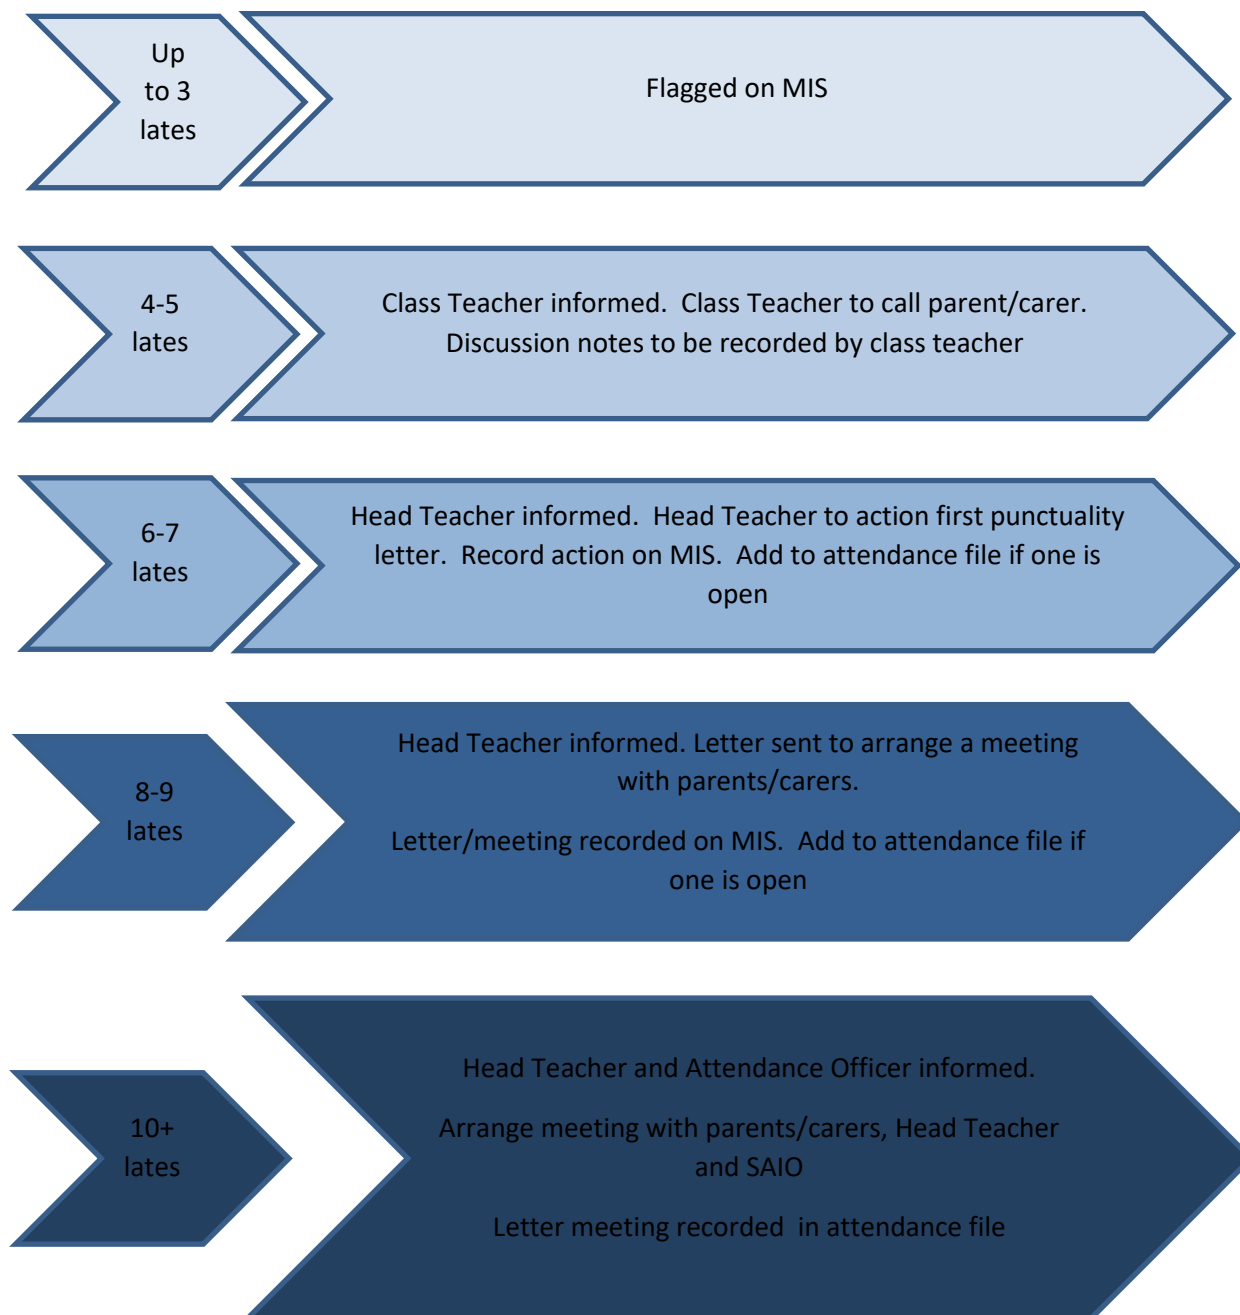 Up
to 3
lates
Flagged on MIS
4-5
lates
Class Teacher informed.  Class Teacher to call parent/carer.
Discussion notes to be recorded by class teacher
6-7
lates
Head Teacher informed.  Head Teacher to action first punctuality
letter.  Record action on MIS.  Add to attendance file if one is
open
8-9
lates
Head Teacher informed. Letter sent to arrange a meeting
with parents/carers.
Letter/meeting recorded on MIS.  Add to attendance file if
one is open
10+
lates
Head Teacher and Attendance Officer informed.
Arrange meeting with parents/carers, Head Teacher
and SAIO
Letter meeting recorded  in attendance file